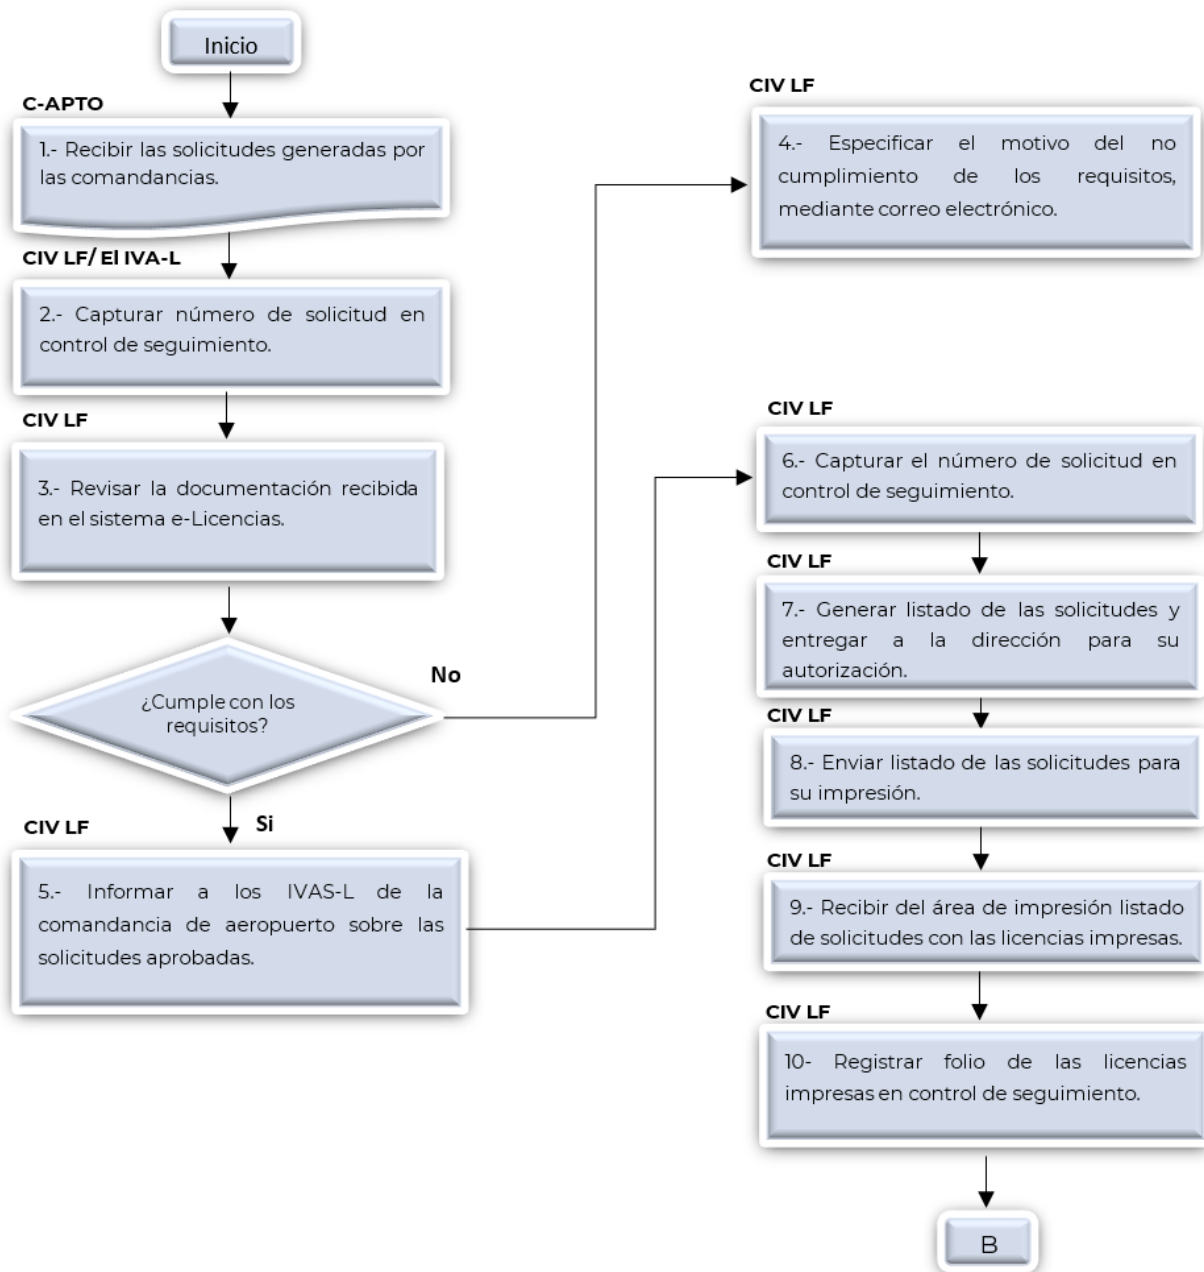 Inicio
C-APTO
1.- Recibir las solicitudes generadas por
las comandancias.
CIV LF/ El IVA-L
2.- Capturar número de solicitud en
control de seguimiento.
CIV LF
3.- Revisar la documentación recibida
en el sistema e-Licencias.
¿Cumple con los
requisitos?
No
Si
CIV LF
5.- Informar a los IVAS-L de la
comandancia de aeropuerto sobre las
solicitudes aprobadas.
CIV LF
4.- Especificar el motivo del no
cumplimiento de los requisitos,
mediante correo electrónico.
CIV LF
6.- Capturar el número de solicitud en
control de seguimiento.
CIV LF
7.- Generar listado de las solicitudes y
entregar a la dirección para su
autorización.
CIV LF
8.- Enviar listado de las solicitudes para
su impresión.
CIV LF
9.- Recibir del área de impresión listado
de solicitudes con las licencias impresas.
CIV LF
10- Registrar folio de las licencias
impresas en control de seguimiento.
B